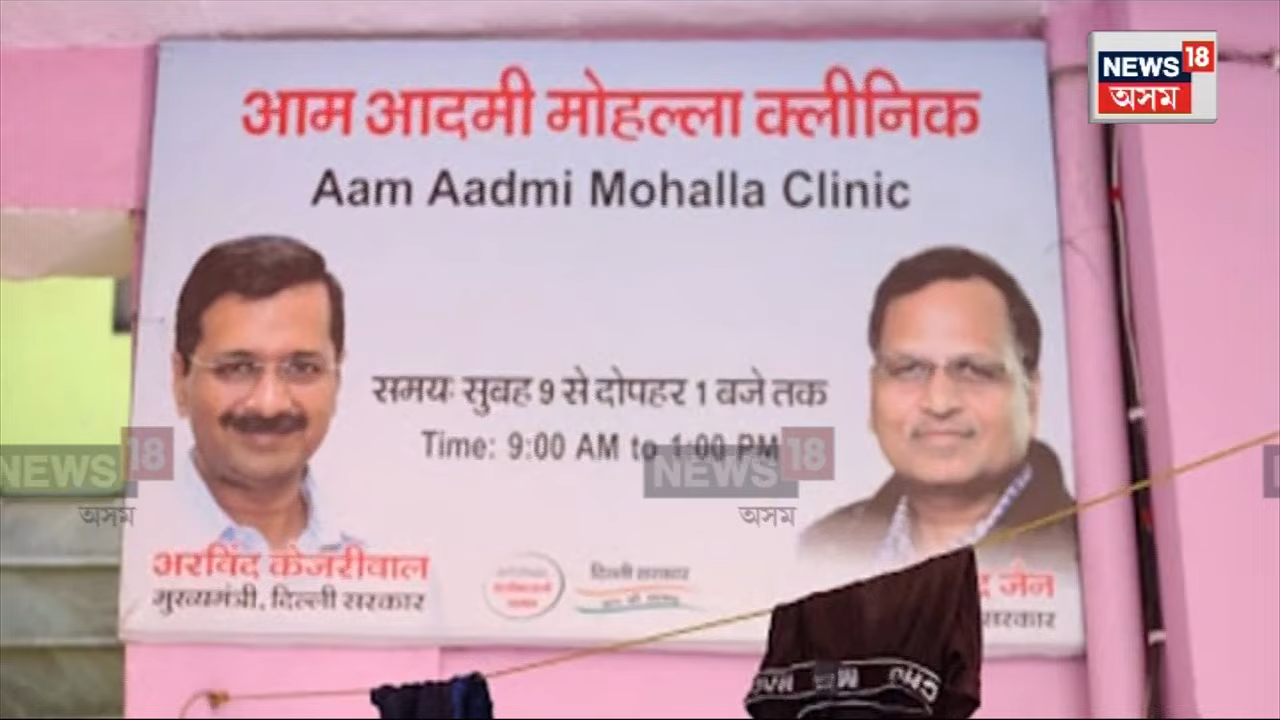 आम आदमी मोहल्ला क्लीनिक
Aam Aadmi Mohalla Clinic
समयः सुबह 9 से दोपहर 1 बजे तक
Time: 9:00 AM to 1:00 PM
अरविंद केजरीवाल
मुख्यमंत्री, दिल्ली सरकार
दिल्ली सरकार
जैन
सरकार
NEWS 18
অসম
NEWS 18
অসম
NEWS 18
অসম